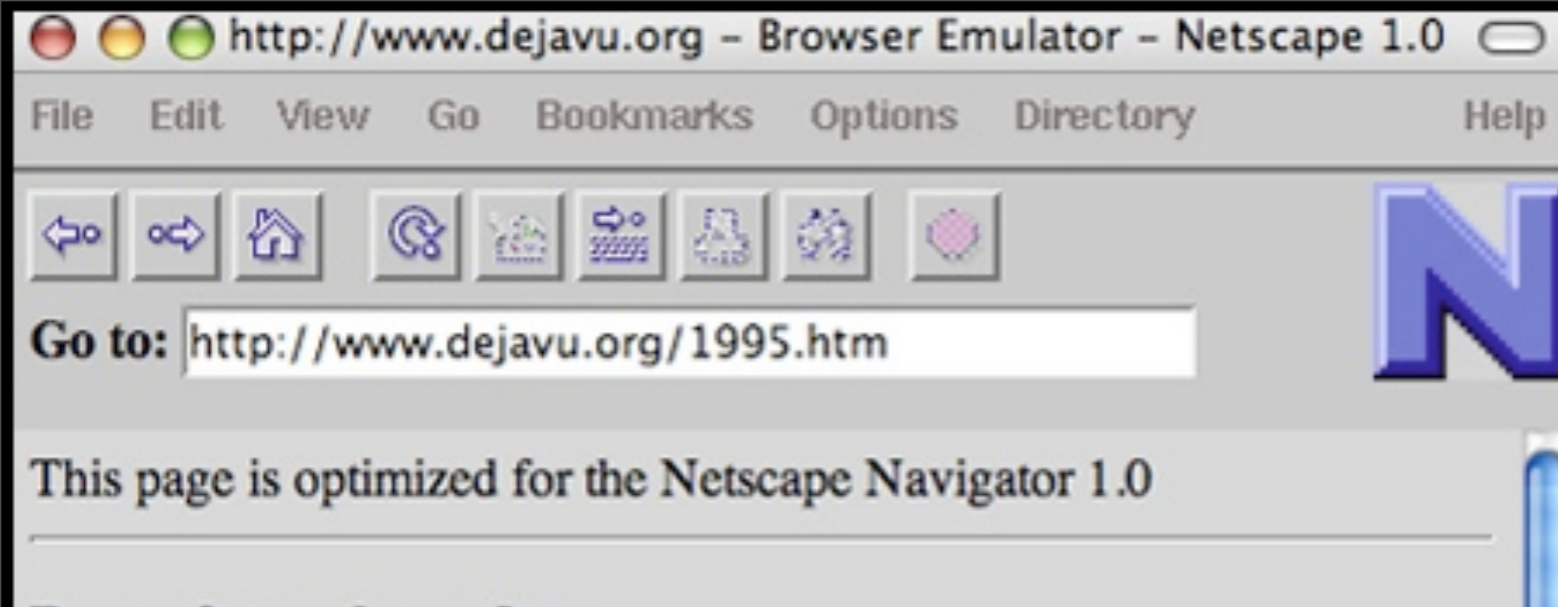 http://www.dejavu.org – Browser Emulator – Netscape 1.0
File Edit View Go Bookmarks Options Directory Help
Go to: http://www.dejavu.org/1995.htm
N
This page is optimized for the Netscape Navigator 1.0